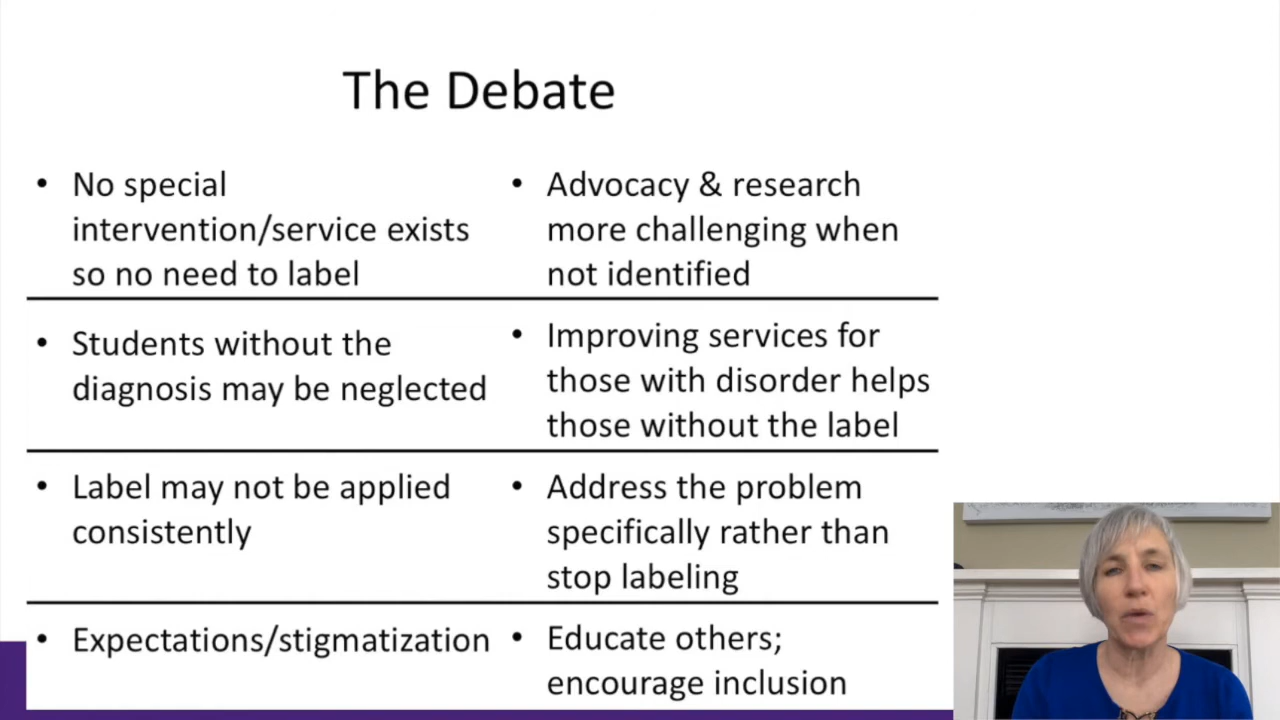 The Debate
• No special
intervention/service exists
so no need to label
• Advocacy & research
more challenging when
not identified
• Students without the
diagnosis may be neglected
• Improving services for
those with disorder helps
those without the label
• Label may not be applied
consistently
• Address the problem
specifically rather than
stop labeling
• Expectations/stigmatization
• Educate others;
encourage inclusion